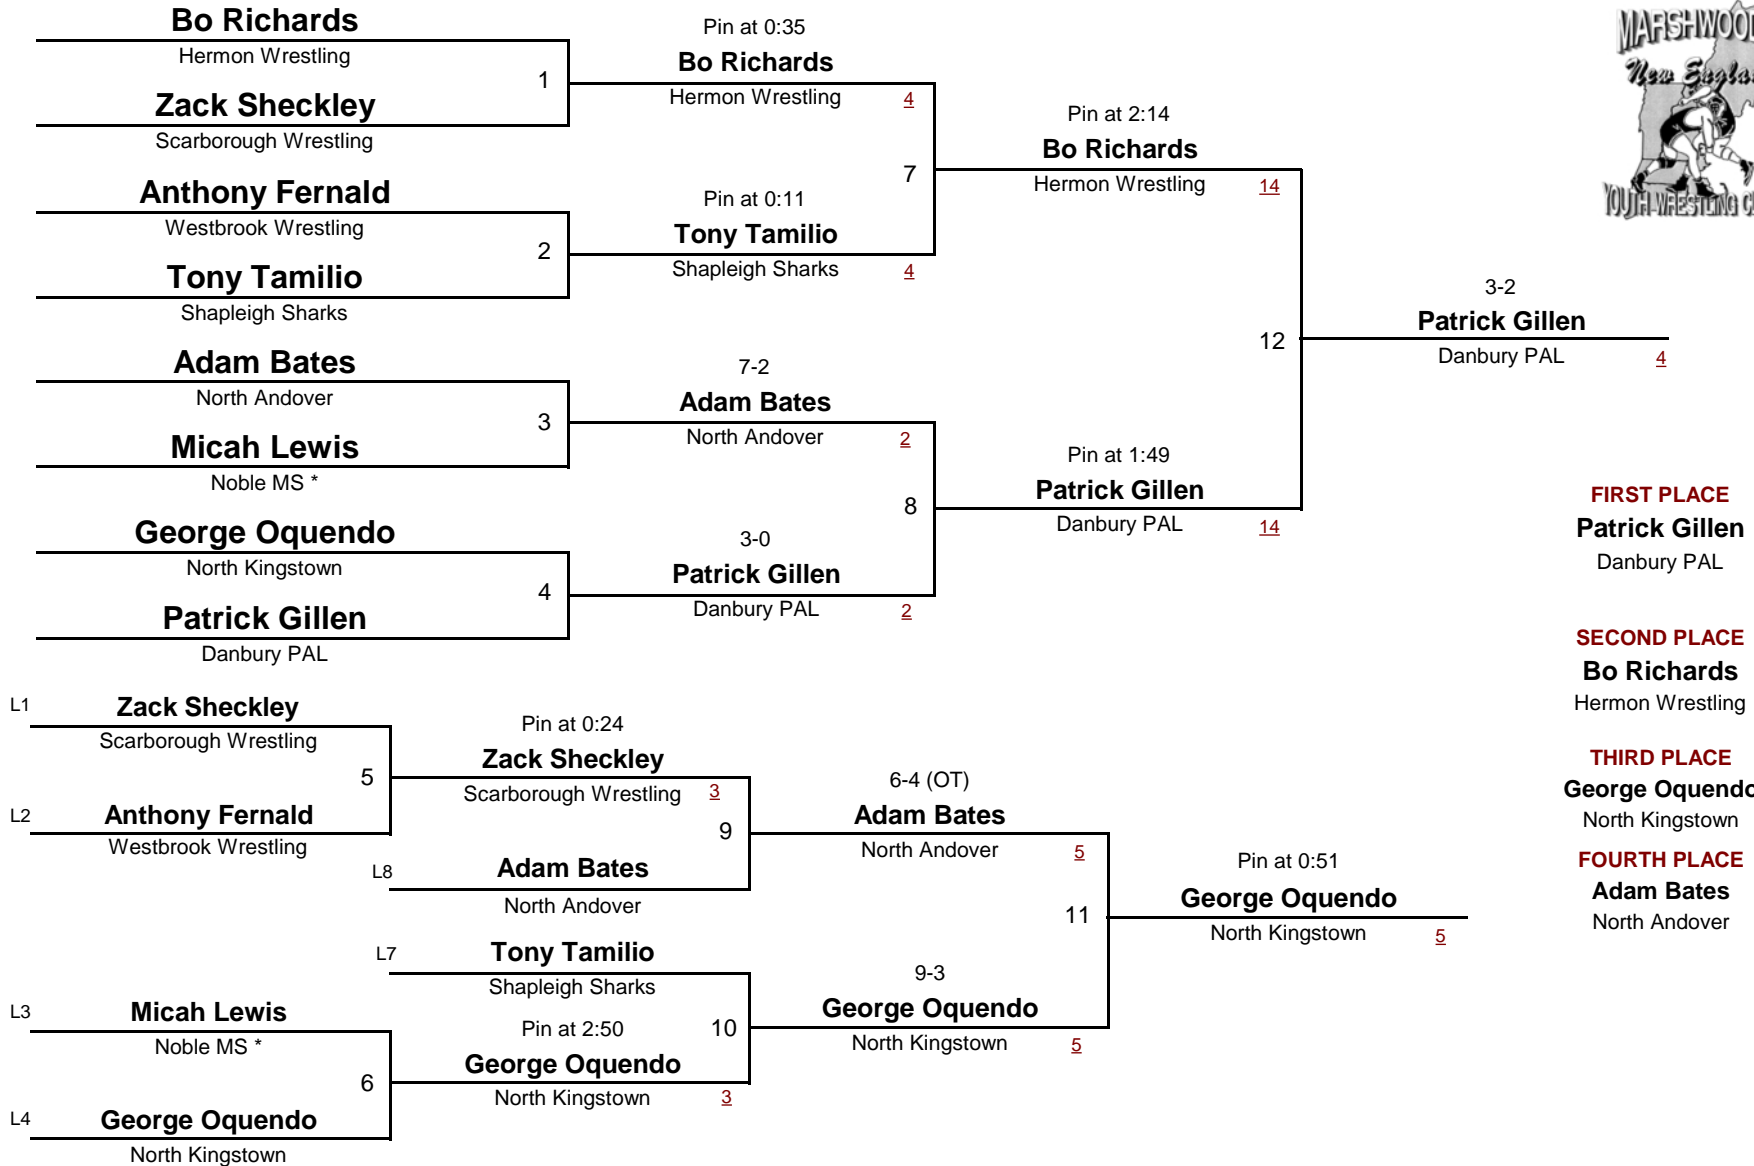 Bo Richards
Hermon Wrestling
1
Zack Sheckley
Scarborough Wrestling
Anthony Fernald
Westbrook Wrestling
2
Tony Tamilio
Shapleigh Sharks
Adam Bates
North Andover
3
Micah Lewis
Noble MS *
George Oquendo
North Kingstown
4
Patrick Gillen
Danbury PAL
Pin at 0:35
Bo Richards
Hermon Wrestling
4
7
Pin at 0:11
Tony Tamilio
Shapleigh Sharks
4
7-2
Adam Bates
North Andover
2
8
3-0
Patrick Gillen
Danbury PAL
2
Pin at 2:14
Bo Richards
Hermon Wrestling
14
12
Pin at 1:49
Patrick Gillen
Danbury PAL
14
3-2
Patrick Gillen
Danbury PAL
4
MARSHWOOD
New England
YOUTH WRESTLING
FIRST PLACE
Patrick Gillen
Danbury PAL
SECOND PLACE
Bo Richards
Hermon Wrestling
THIRD PLACE
George Oquendo
North Kingstown
FOURTH PLACE
Adam Bates
North Andover
L1
Zack Sheckley
Scarborough Wrestling
5
L2
Anthony Fernald
Westbrook Wrestling
Pin at 0:24
Zack Sheckley
Scarborough Wrestling
3
9
L8
Adam Bates
North Andover
L7
Tony Tamilio
Shapleigh Sharks
10
L3
Micah Lewis
Noble MS *
6
L4
George Oquendo
North Kingstown
Pin at 2:50
George Oquendo
North Kingstown
3
6-4 (OT)
Adam Bates
North Andover
5
11
9-3
George Oquendo
North Kingstown
5
Pin at 0:51
George Oquendo
North Kingstown
5